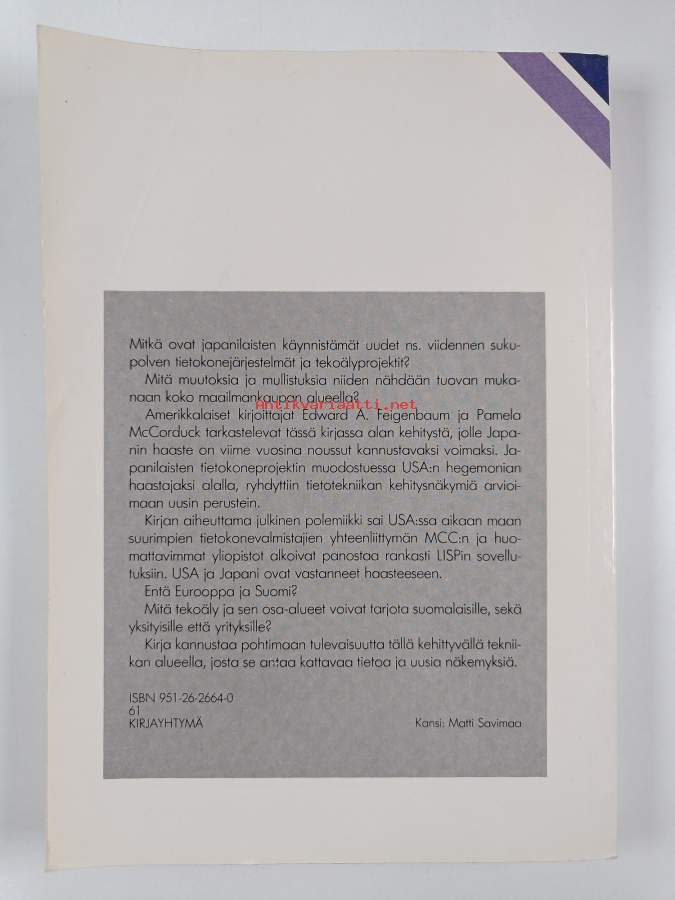 Mitkä ovat japanilaisten käynnistämät uudet ns. viidennen suku-
polven tietokonejärjestelmät ja tekoälyprojektit?
Mitä muutoksia ja mullistuksia niiden nähdään tuovan muka-
naan koko maailmankaupan alueella?
Antikvariaatti.net
Amerikkalaiset kirjoittajat Edward A. Feigenbaum ja Pamela
McCorduck tarkastelevat tässä kirjassa alan kehitystä, jolle Japa-
nin haaste on viime vuosina noussut kannustavaksi voimaksi. Ja-
panilaisten tietokoneprojektin muodostuessa USA:n hegemonian
haastajaksi alalla, ryhdyttiin tietotekniikan kehitysnäkymiä arvioi-
maan uusin perustein.
Kirjan aiheuttama julkinen polemiikki sai USA:ssa aikaan maan
suurimpien tietokonevalmistajien yhteenliittymän MCC:n ja huo-
mattavimmat yliopistot alkoivat panostaa rankasti LISPin sovellu-
tuksiin. USA ja Japani ovat vastanneet haasteeseen.
Entä Eurooppa ja Suomi?
Mitä tekoäly ja sen osa-alueet voivat tarjota suomalaisille, sekä
yksityisille että yrityksille?
Kirja kannustaa pohtimaan tulevaisuutta tällä kehittyvällä teknii-
kan alueella, josta se antaa kattavaa tietoa ja uusia näkemyksiä.
ISBN 951-26-2664-0
61
KIRJAYHTYMÄ
Kansi: Matti Savimaa